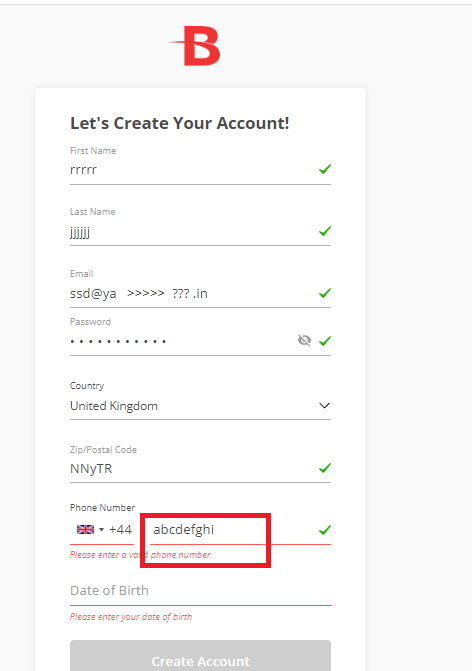 B
Let's Create Your Account!
First Name
rrrrr
Last Name
jjjjjj
Email
ssd@ya >>>>> ??? .in
Password
Country
United Kingdom
Zip/Postal Code
NNyTR
Phone Number
+44 abcdefghi
Please enter a valid phone number
Date of Birth
Please enter your date of birth
Create Account